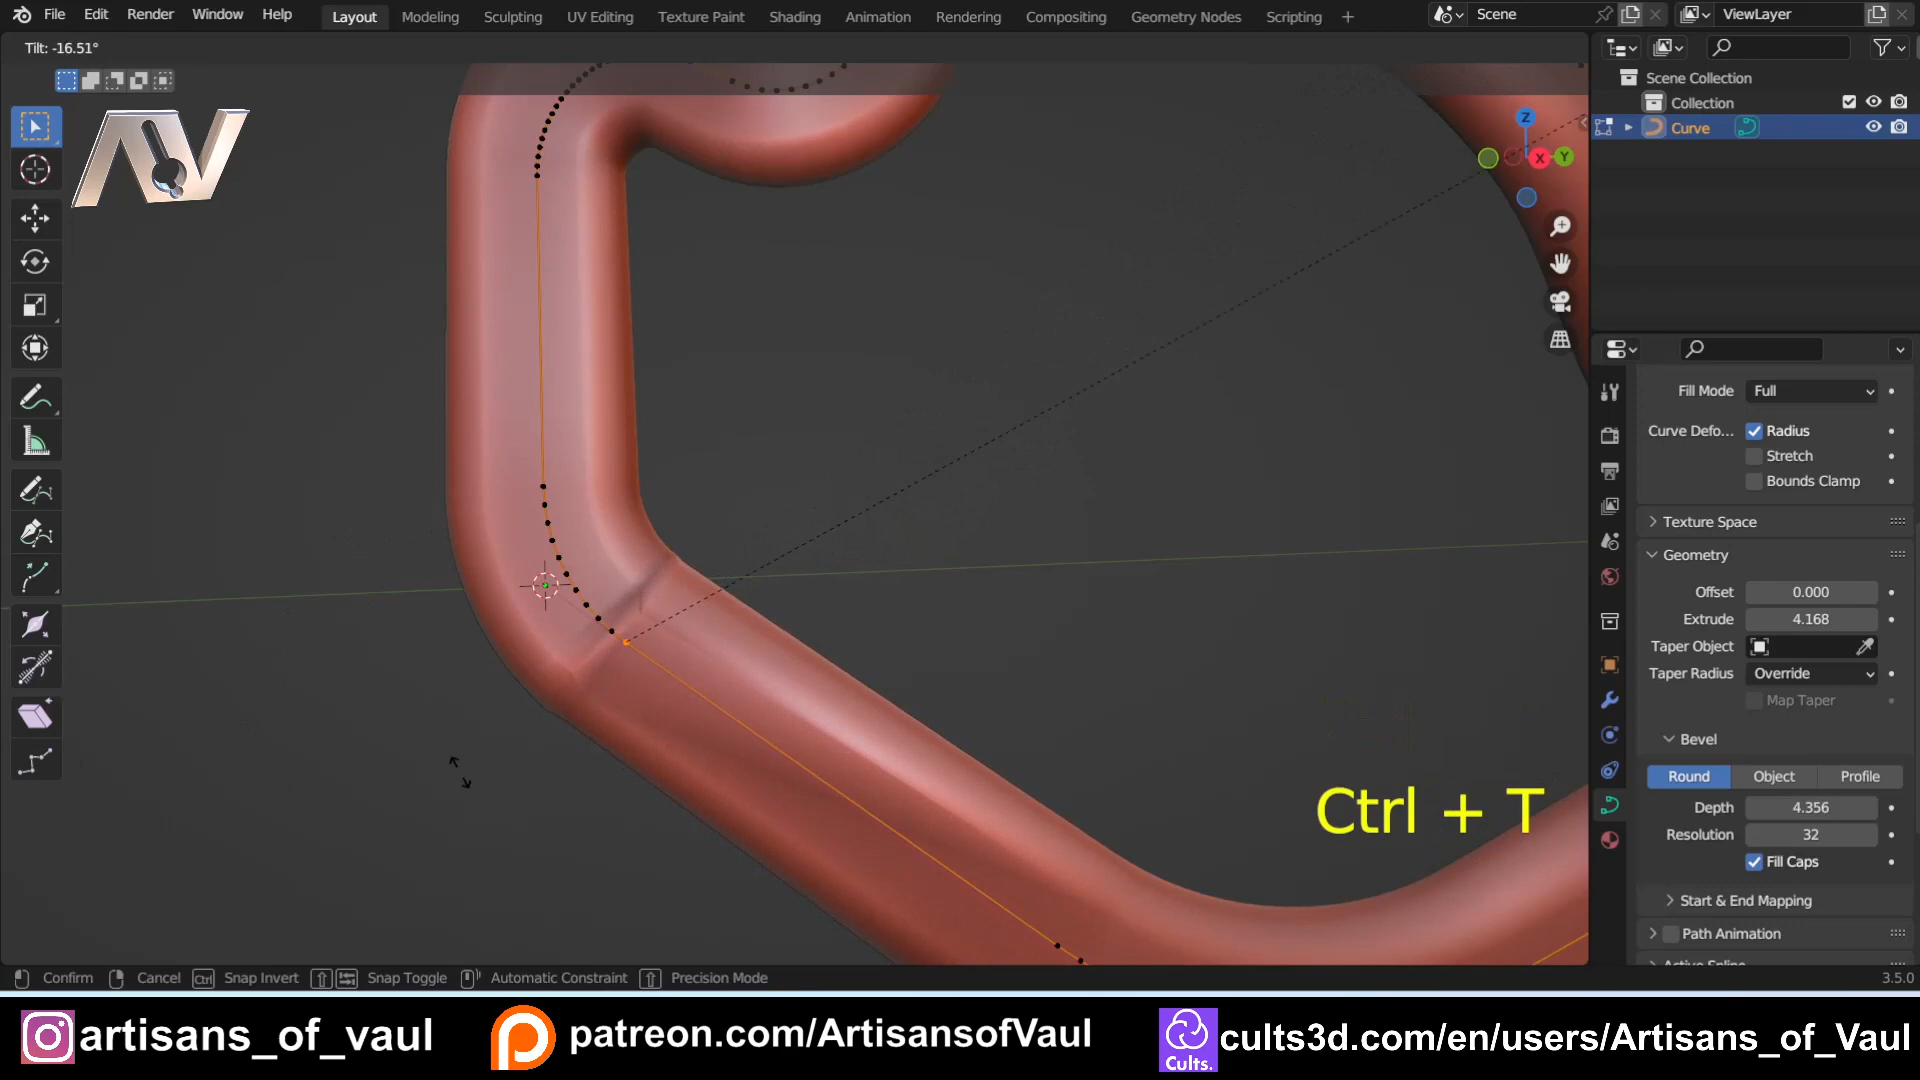 File Edit Render Window Help Layout Modeling Sculpting UV Editing Texture Paint Shading Animation Rendering Compositing Geometry Nodes Scripting + Scene ViewLayer
Tilt: -16.51°
Scene Collection
Collection
Curve
Z
X Y
AV
Fill Mode Full
Curve Defo... Radius
Stretch
Bounds Clamp
Texture Space
Geometry
Offset 0.000
Extrude 4.168
Taper Object
Taper Radius Override
Map Taper
Bevel
Round Object Profile
Depth 4.356
Resolution 32
Fill Caps
Start & End Mapping
Path Animation
Ctrl + T
Confirm Cancel Ctrl Snap Invert Snap Toggle Automatic Constraint Precision Mode 3.5.0
artisans_of_vaul patreon.com/ArtisansofVaul Cults. cults3d.com/en/users/Artisans_of_Vaul